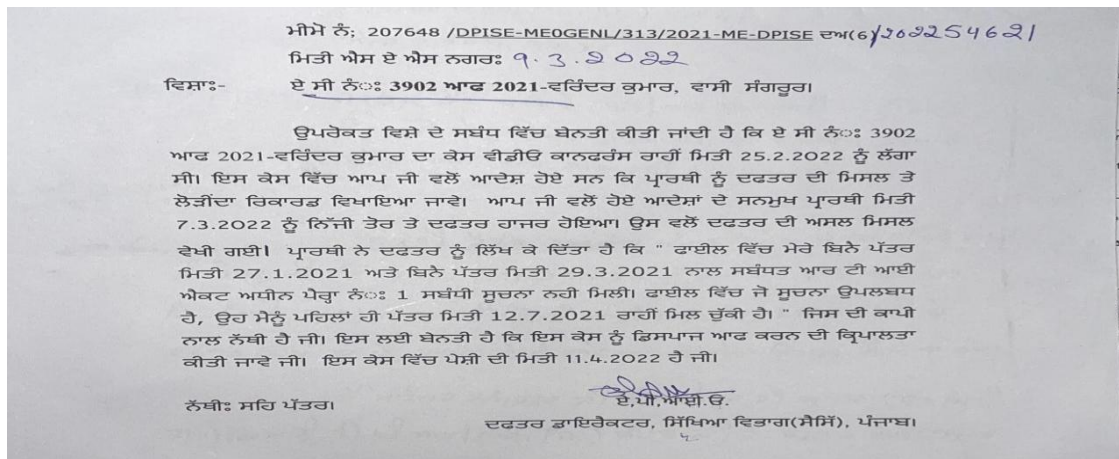 ਮੀਮੋ ਨੰ; 207648 /DPISE-ME0GENL/313/2021-ME-DPISE ਦਅ(6)/202254621
ਮਿਤੀ ਐਸ ਏ ਐਸ ਨਗਰਃ 9.3.2022
ਵਿਸ਼ਾਃ- ਏ ਸੀ ਨੰਃ 3902 ਆਫ 2021-ਵਰਿੰਦਰ ਕੁਮਾਰ, ਵਾਸੀ ਸੰਗਰੂਰ।
ਉਪਰੋਕਤ ਵਿਸ਼ੇ ਦੇ ਸਬੰਧ ਵਿੱਚ ਬੇਨਤੀ ਕੀਤੀ ਜਾਂਦੀ ਹੈ ਕਿ ਏ ਸੀ ਨੰਃ 3902
ਆਫ 2021-ਵਰਿੰਦਰ ਕੁਮਾਰ ਦਾ ਕੇਸ ਵੀਡੀਓ ਕਾਨਫਰੰਸ ਰਾਹੀਂ ਮਿਤੀ 25.2.2022 ਨੂੰ ਲੱਗਾ
ਸੀ। ਇਸ ਕੇਸ ਵਿੱਚ ਆਪ ਜੀ ਵਲੋਂ ਆਦੇਸ਼ ਹੋਏ ਸਨ ਕਿ ਪ੍ਰਾਰਥੀ ਨੂੰ ਦਫਤਰ ਦੀ ਮਿਸਲ ਤੇ
ਲੋੜੀਂਦਾ ਰਿਕਾਰਡ ਵਿਖਾਇਆ ਜਾਵੇ। ਆਪ ਜੀ ਵਲੋਂ ਹੋਏ ਆਦੇਸ਼ਾਂ ਦੇ ਸਨਮੁਖ ਪ੍ਰਾਰਥੀ ਮਿਤੀ
7.3.2022 ਨੂੰ ਨਿੱਜੀ ਤੋਰ ਤੇ ਦਫਤਰ ਹਾਜਰ ਹੋਇਆ। ਉਸ ਵਲੋਂ ਦਫਤਰ ਦੀ ਅਸਲ ਮਿਸਲ
ਵੇਖੀ ਗਈ। ਪ੍ਰਾਰਥੀ ਨੇ ਦਫਤਰ ਨੂੰ ਲਿੱਖ ਕੇ ਦਿੱਤਾ ਹੈ ਕਿ " ਫਾਈਲ ਵਿੱਚ ਮੇਰੇ ਬਿਨੈ ਪੱਤਰ
ਮਿਤੀ 27.1.2021 ਅਤੇ ਬਿਨੈ ਪੱਤਰ ਮਿਤੀ 29.3.2021 ਨਾਲ ਸਬੰਧਤ ਆਰ ਟੀ ਆਈ
ਐਕਟ ਅਧੀਨ ਪੈਰ੍ਹਾ ਨੰਃ 1 ਸਬੰਧੀ ਸੂਚਨਾ ਨਹੀ ਮਿਲੀ। ਫਾਈਲ ਵਿੱਚ ਜੋ ਸੂਚਨਾ ਉਪਲਬਧ
ਹੈ, ਉਹ ਮੈਨੂੰ ਪਹਿਲਾਂ ਹੀ ਪੱਤਰ ਮਿਤੀ 12.7.2021 ਰਾਹੀਂ ਮਿਲ ਚੁੱਕੀ ਹੈ। " ਜਿਸ ਦੀ ਕਾਪੀ
ਨਾਲ ਨੱਥੀ ਹੈ ਜੀ। ਇਸ ਲਈ ਬੇਨਤੀ ਹੈ ਕਿ ਇਸ ਕੇਸ ਨੂੰ ਡਿਸਪਾਜ ਆਫ ਕਰਨ ਦੀ ਕ੍ਰਿਪਾਲਤਾ
ਕੀਤੀ ਜਾਵੇ ਜੀ। ਇਸ ਕੇਸ ਵਿੱਚ ਪੇਸ਼ੀ ਦੀ ਮਿਤੀ 11.4.2022 ਹੈ ਜੀ।
ਨੱਥੀਃ ਸਹਿ ਪੱਤਰ।
ਏ.ਪੀ.ਆਈ.ਓ.
ਦਫਤਰ ਡਾਇਰੈਕਟਰ, ਸਿੱਖਿਆ ਵਿਭਾਗ(ਸੈਸਿੱ), ਪੰਜਾਬ।